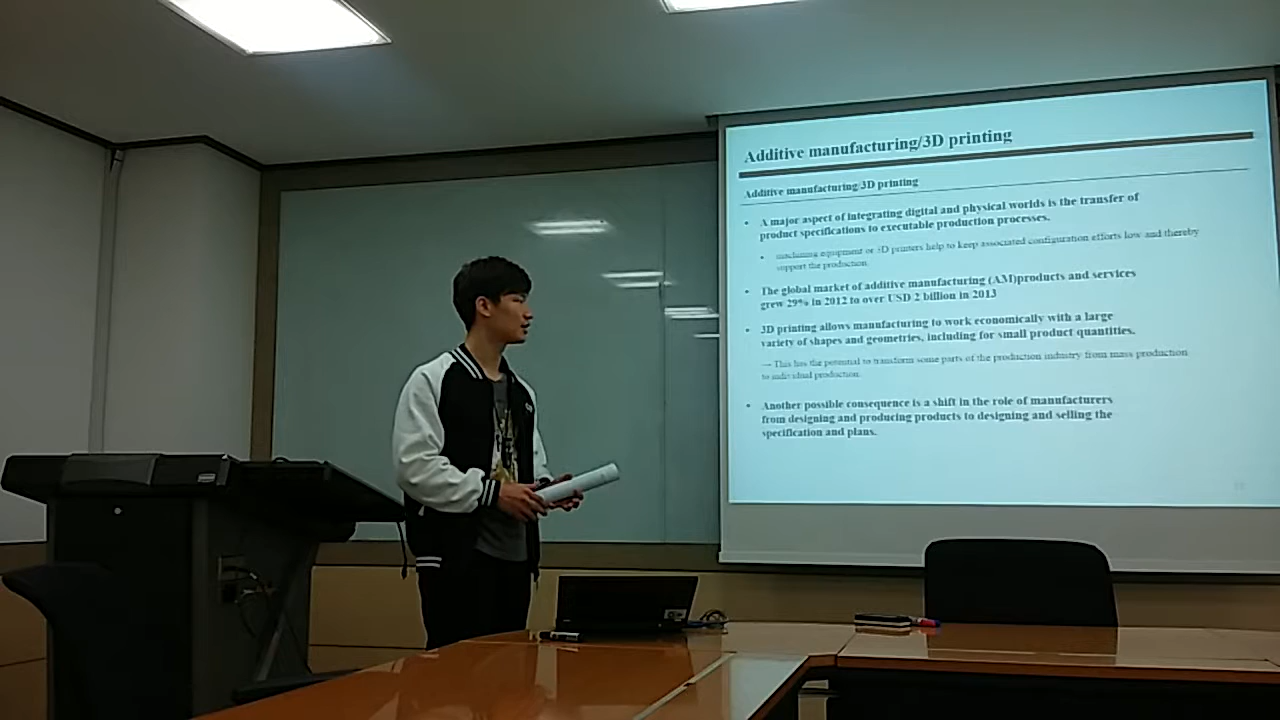 Additive manufacturing/3D printing
Additive manufacturing/3D printing
• A major aspect of integrating digital and physical worlds is the transfer of
product specifications to executable production processes.
• machining equipment or 3D printers help to keep associated configuration efforts low and thereby
support the production.
• The global market of additive manufacturing (AM)products and services
grew 29% in 2012 to over USD 2 billion in 2013
• 3D printing allows manufacturing to work economically with a large
variety of shapes and geometries, including for small product quantities.
→ This has the potential to transform some parts of the production industry from mass production
to individual production.
• Another possible consequence is a shift in the role of manufacturers
from designing and producing products to designing and selling the
specification and plans.